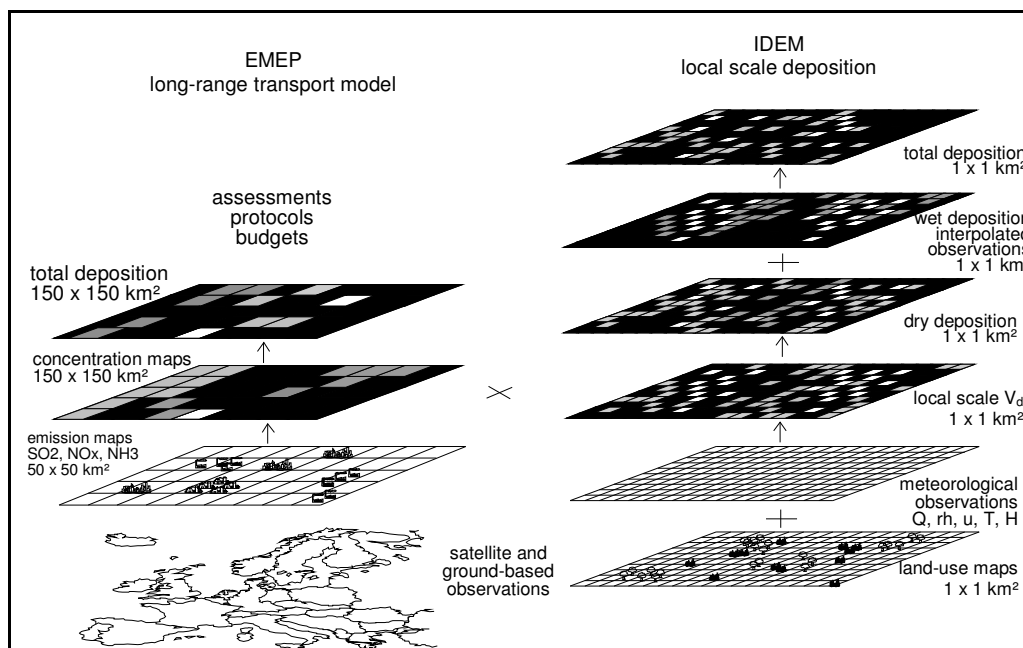 EMEP
long-range transport model
assessments
protocols
budgets
total deposition
150 x 150 km²
concentration maps
150 x 150 km²
emission maps
SO2, NOx, NH3
50 x 50 km²
satellite and
ground-based
observations
IDEM
local scale deposition
total deposition
1 x 1 km²
wet deposition
interpolated
observations
1 x 1 km²
+
dry deposition
1 x 1 km²
×
local scale Vd
1 x 1 km²
meteorological
observations
Q, rh, u, T, H
+
land-use maps
1 x 1 km²